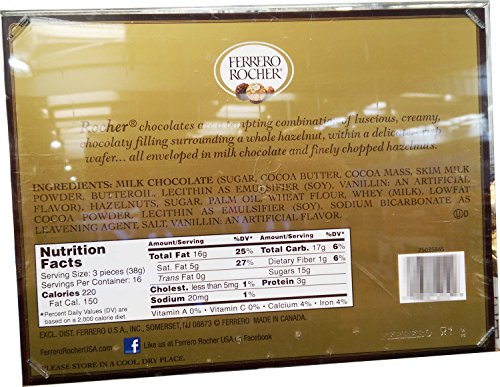 FERRERO
ROCHER
Rocher® chocolates are a tempting combination of luscious, creamy,
chocolaty filling surrounding a whole hazelnut, within a delicate, crisp
wafer... all enveloped in milk chocolate and finely chopped hazelnuts.
INGREDIENTS: MILK CHOCOLATE (SUGAR, COCOA BUTTER, COCOA MASS, SKIM MILK
POWDER, BUTTEROIL, LECITHIN AS EMULSIFIER (SOY), VANILLIN: AN ARTIFICIAL
FLAVOR), HAZELNUTS, SUGAR, PALM OIL, WHEAT FLOUR, WHEY (MILK), LOWFAT
COCOA POWDER, LECITHIN AS EMULSIFIER (SOY), SODIUM BICARBONATE AS
LEAVENING AGENT, SALT, VANILLIN: AN ARTIFICIAL FLAVOR.
UD
Nutrition
Facts
Serving Size: 3 pieces (38g)
Servings Per Container: 16
Calories 220
Fat Cal. 150
*Percent Daily Values (DV) are
based on a 2,000 calorie diet
Amount/Serving %DV* Amount/Serving %DV*
Total Fat 16g 25% Total Carb. 17g 6%
Sat. Fat 5g 27% Dietary Fiber 1g 6%
Trans Fat 0g Sugars 15g
Cholest. less than 5mg 1% Protein 3g
Sodium 20mg 1%
Vitamin A 0% • Vitamin C 0% • Calcium 4% • Iron 4%
25035845
EXCL. DIST. FERRERO U.S.A., INC., SOMERSET, NJ 08873 © FERRERO MADE IN CANADA.
FerreroRocherUSA.com f Like us at Ferrero Rocher USA on Facebook
PLEASE STORE IN A COOL, DRY PLACE.